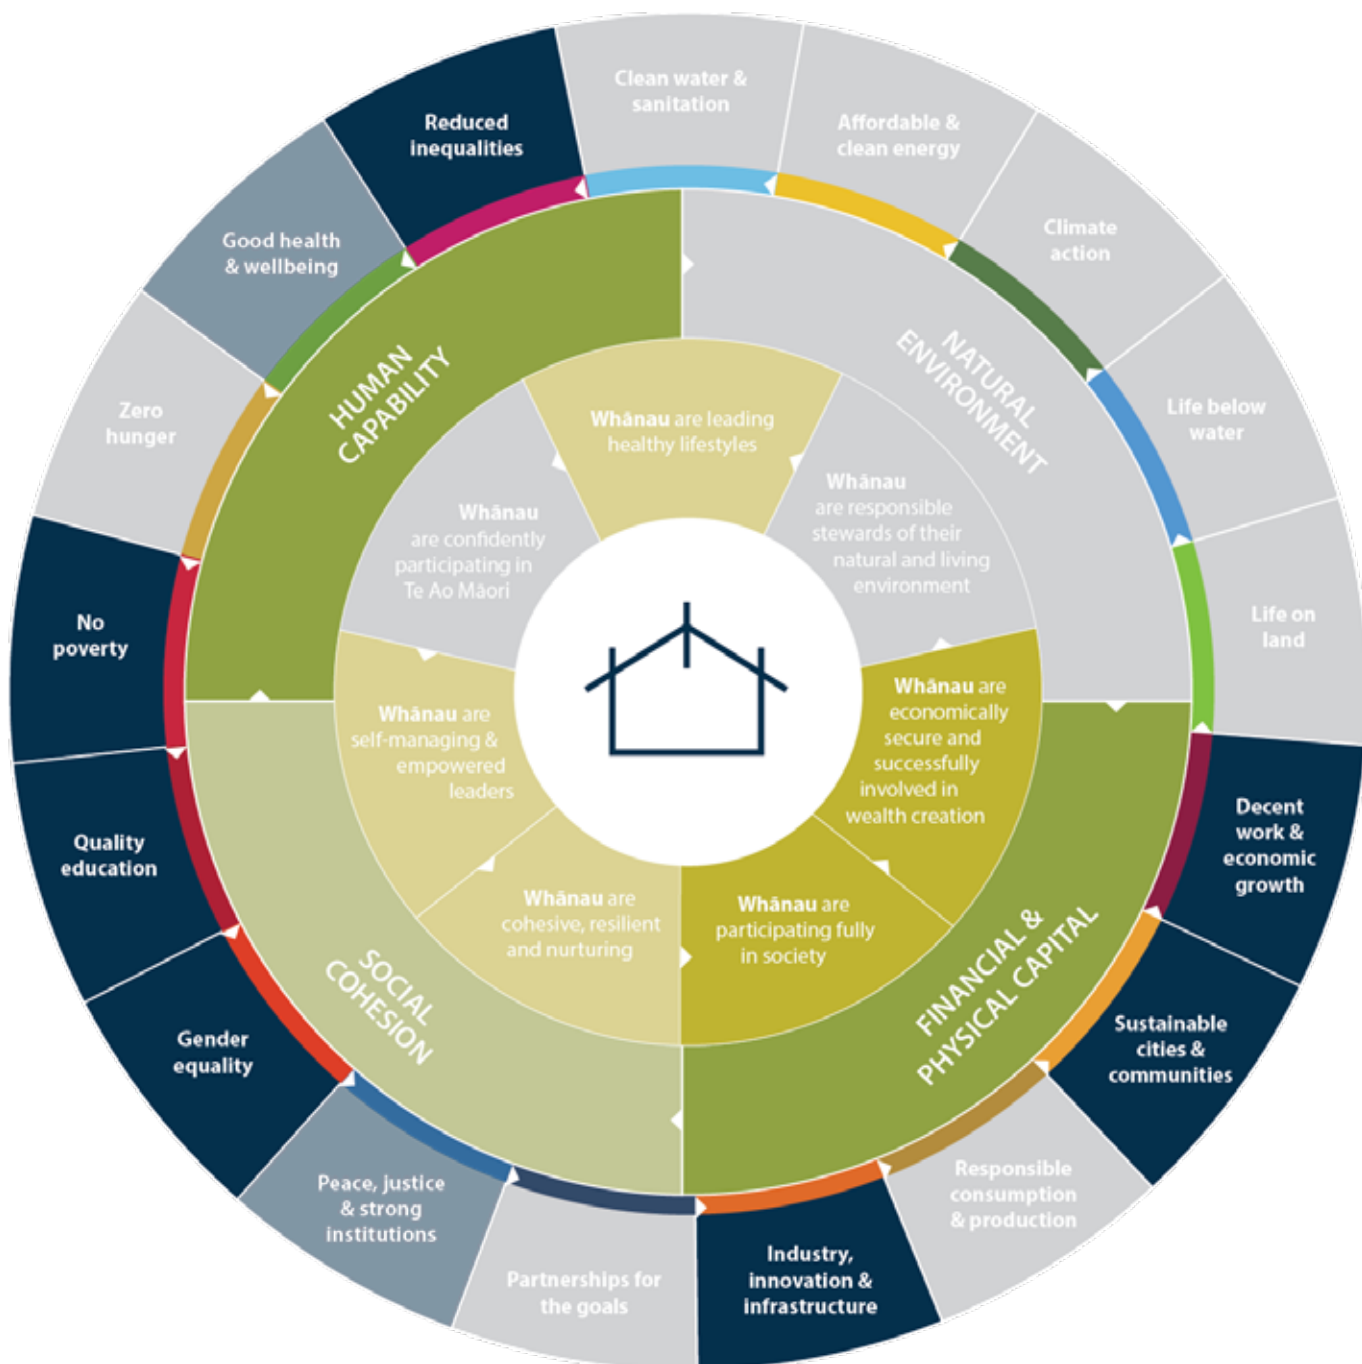 Clean water &
sanitation
Affordable &
clean energy
Climate
action
Life below
water
Life on
land
Decent
work &
economic
growth
Sustainable
cities &
communities
Responsible
consumption
& production
Industry,
innovation &
infrastructure
Partnerships for
the goals
Peace, justice
& strong
institutions
Gender
equality
Quality
education
No
poverty
Zero
hunger
Good health
& wellbeing
Reduced
inequalities
HUMAN
CAPABILITY
NATURAL
ENVIRONMENT
FINANCIAL &
PHYSICAL CAPITAL
SOCIAL
COHESION
Whānau are leading
healthy lifestyles
Whānau
are responsible
stewards of their
natural and living
environment
Whānau are
economically
secure and
successfully
involved in
wealth creation
Whānau are
participating fully
in society
Whānau are
cohesive, resilient
and nurturing
Whānau are
self-managing &
empowered
leaders
Whānau
are confidently
participating in
Te Ao Māori